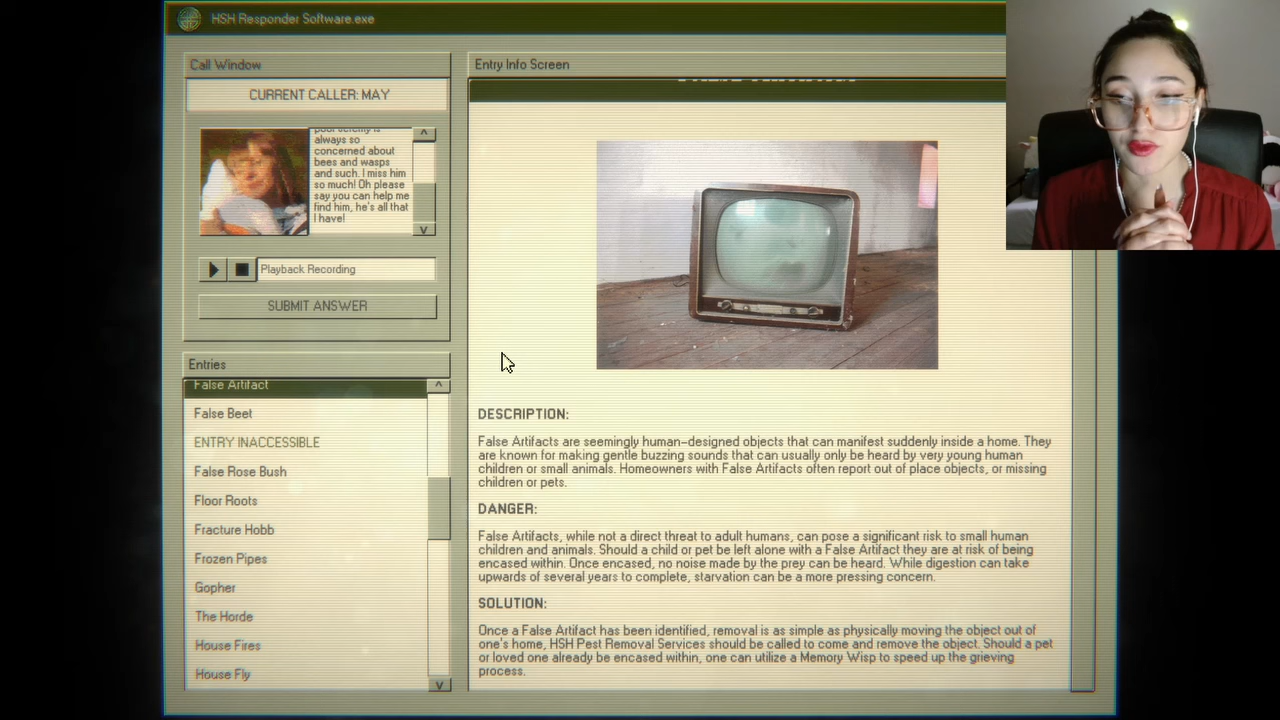 HSH Responder Software.exe
Call Window
Entry Info Screen
CURRENT CALLER: MAY
always so
concerned about
bees and wasps
and such. I miss him
so much! Oh please
say you can help me
find him, he's all that
I have!
Playback Recording
SUBMIT ANSWER
Entries
False Artifact
False Beet
ENTRY INACCESSIBLE
False Rose Bush
Floor Roots
Fracture Hobb
Frozen Pipes
Gopher
The Horde
House Fires
House Fly
DESCRIPTION:
False Artifacts are seemingly human-designed objects that can manifest suddenly inside a home. They
are known for making gentle buzzing sounds that can usually only be heard by very young human
children or small animals. Homeowners with False Artifacts often report out of place objects, or missing
children or pets.
DANGER:
False Artifacts, while not a direct threat to adult humans, can pose a significant risk to small human
children and animals. Should a child or pet be left alone with a False Artifact they are at risk of being
encased within. Once encased, no noise made by the prey can be heard. While digestion can take
upwards of several years to complete, starvation can be a more pressing concern.
SOLUTION:
Once a False Artifact has been identified, removal is as simple as physically moving the object out of
one's home, HSH Pest Removal Services should be called to come and remove the object. Should a pet
or loved one already be encased within, one can utilize a Memory Wisp to speed up the grieving
process.